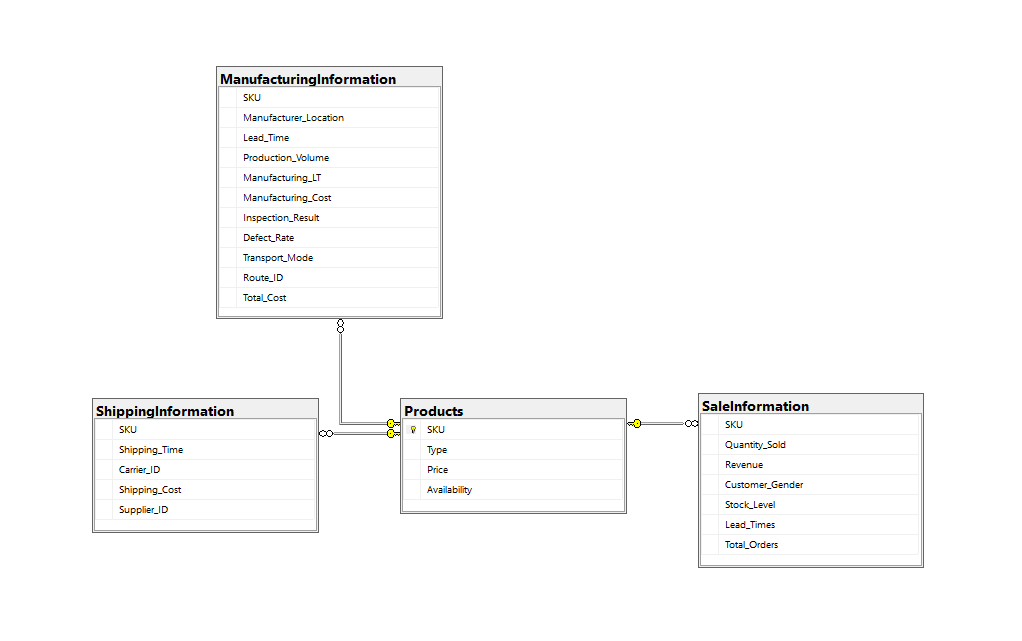 ManufacturingInformation
SKU
Manufacturer_Location
Lead_Time
Production_Volume
Manufacturing_LT
Manufacturing_Cost
Inspection_Result
Defect_Rate
Transport_Mode
Route_ID
Total_Cost
ShippingInformation
SKU
Shipping_Time
Carrier_ID
Shipping_Cost
Supplier_ID
Products
SKU
Type
Price
Availability
SaleInformation
SKU
Quantity_Sold
Revenue
Customer_Gender
Stock_Level
Lead_Times
Total_Orders